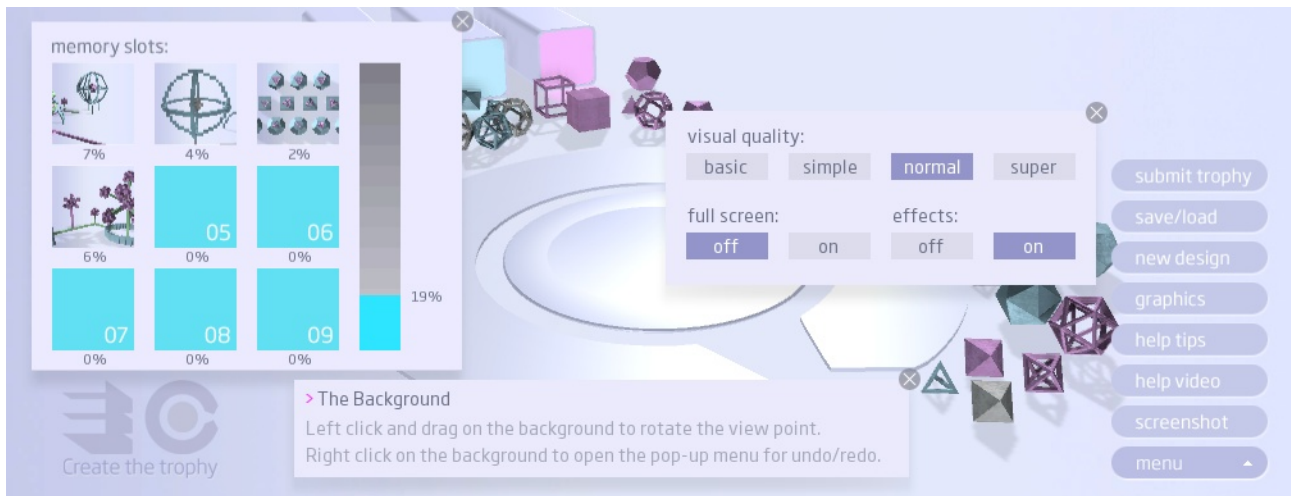 memory slots:
7%
4%
2%
6%
05
0%
06
0%
07
0%
08
0%
09
0%
19%
visual quality:
basic
simple
normal
super
full screen:
effects:
off
on
off
on
submit trophy
save/load
new design
graphics
help tips
help video
screenshot
menu
> The Background
Left click and drag on the background to rotate the view point.
Right click on the background to open the pop-up menu for undo/redo.
Create the trophy